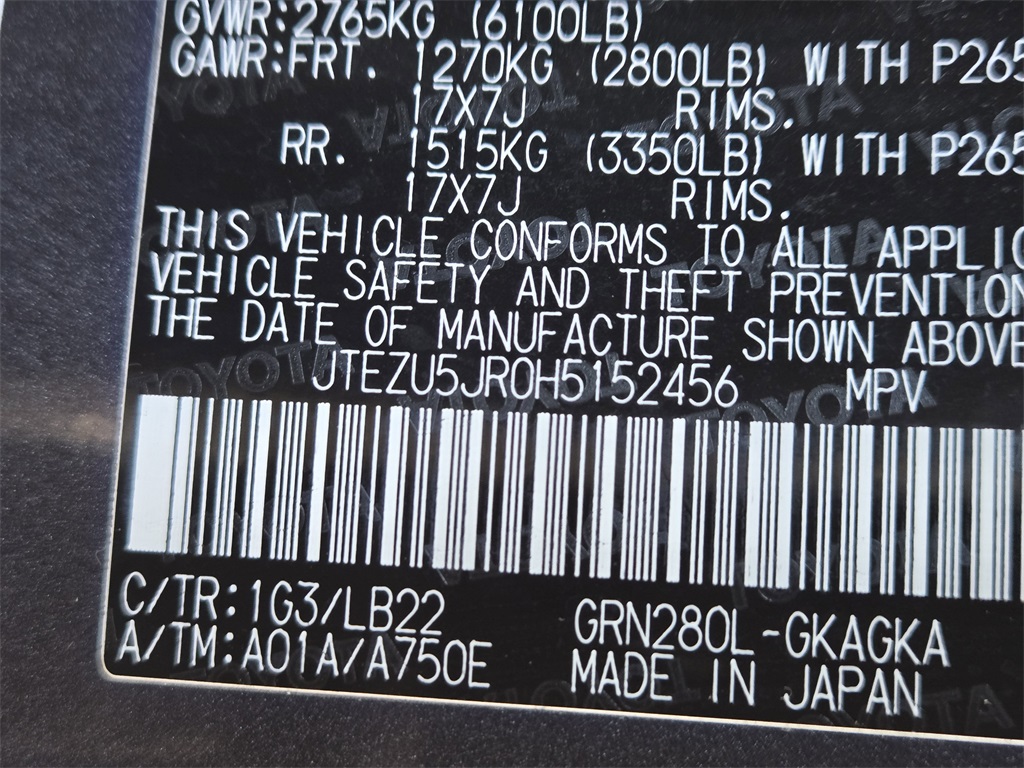 GVWR:2765KG (6100LB)
GAWR:FRT. 1270KG (2800LB) WITH P265
17X7J RIMS.
RR. 1515KG (3350LB) WITH P265
17X7J RIMS.
THIS VEHICLE CONFORMS TO ALL APPLIC
VEHICLE SAFETY AND THEFT PREVENTION
THE DATE OF MANUFACTURE SHOWN ABOVE
JTEZU5JR0H5152456 MPV
C/TR:1G3/LB22 GRN280L-GKAGKA
A/TM:A01A/A750E MADE IN JAPAN